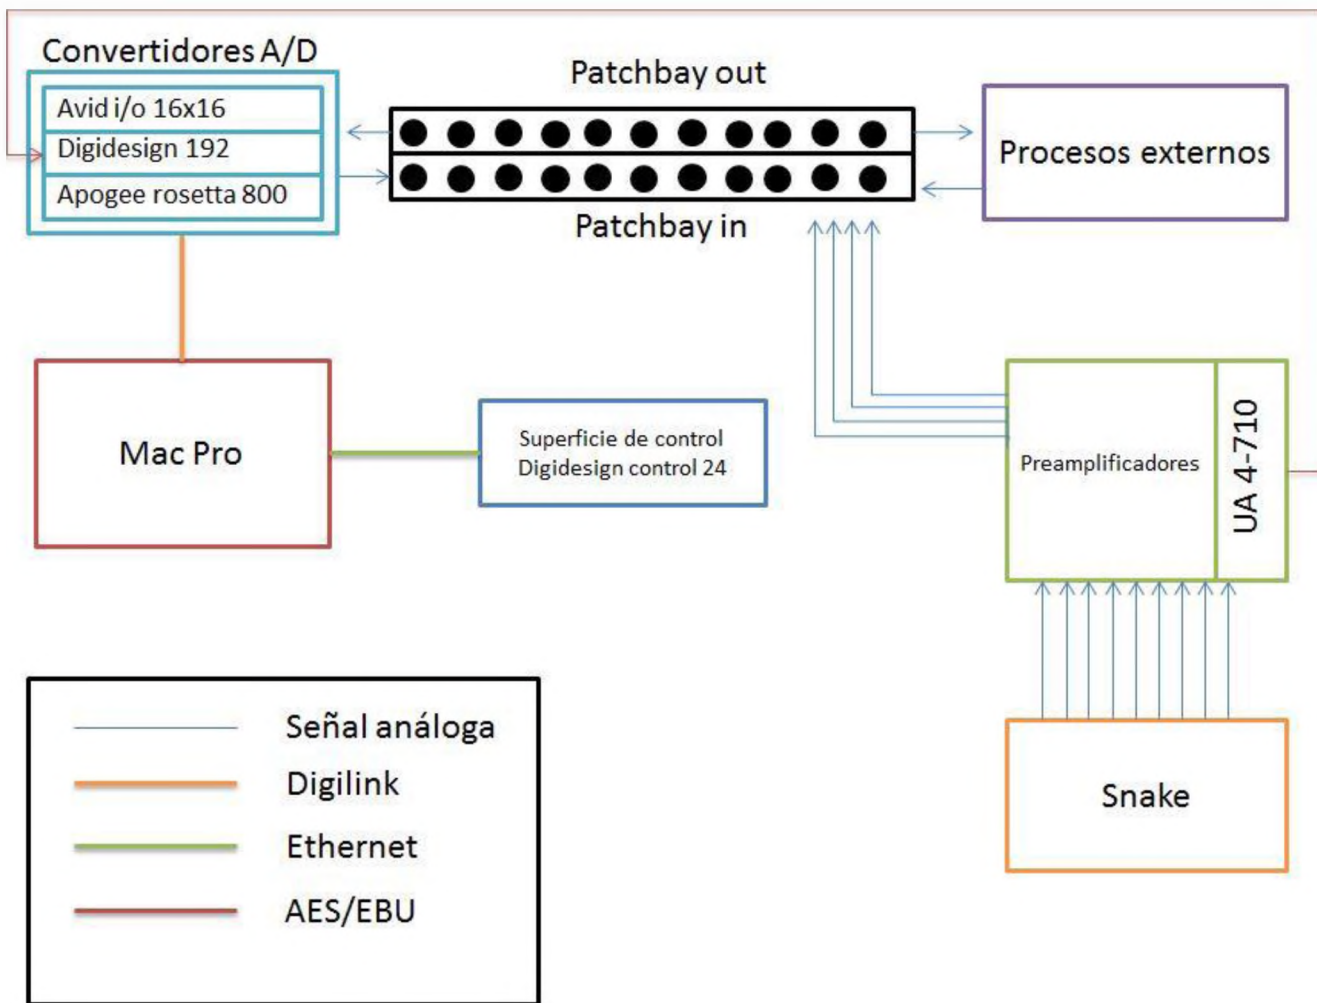 Convertidores A/D
Avid i/o 16x16
Digidesign 192
Apogee rosetta 800
Patchbay out
Patchbay in
Procesos externos
Mac Pro
Superficie de control
Digidesign control 24
Preamplificadores
UA 4-710
Snake
Señal análoga
Digilink
Ethernet
AES/EBU